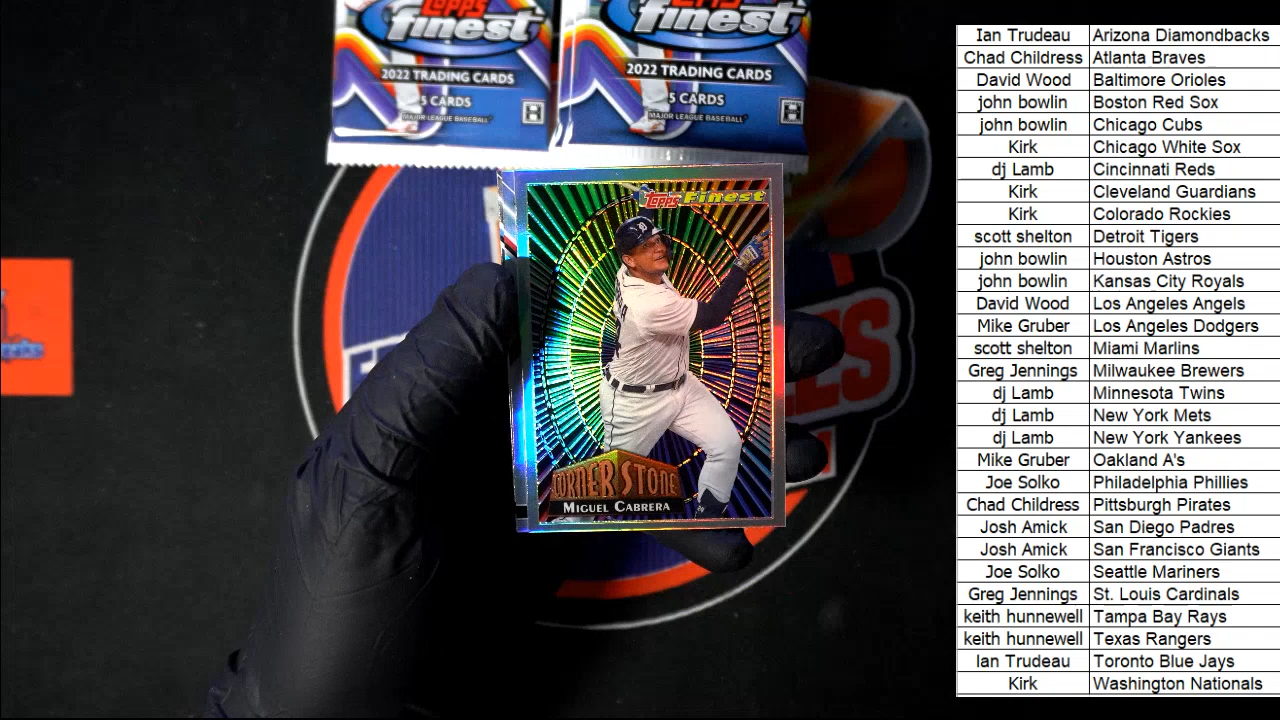 TOPPS
finest
2022 TRADING CARDS
5 CARDS
MAJOR LEAGUE BASEBALL
TOPPS
finest
2022 TRADING CARDS
5 CARDS
MAJOR LEAGUE BASEBALL
TOPPS FINEST
CORNER STONE
MIGUEL CABRERA
Ian Trudeau Arizona Diamondbacks
Chad Childress Atlanta Braves
David Wood Baltimore Orioles
john bowlin Boston Red Sox
john bowlin Chicago Cubs
Kirk Chicago White Sox
dj Lamb Cincinnati Reds
Kirk Cleveland Guardians
Kirk Colorado Rockies
scott shelton Detroit Tigers
john bowlin Houston Astros
john bowlin Kansas City Royals
David Wood Los Angeles Angels
Mike Gruber Los Angeles Dodgers
scott shelton Miami Marlins
Greg Jennings Milwaukee Brewers
dj Lamb Minnesota Twins
dj Lamb New York Mets
dj Lamb New York Yankees
Mike Gruber Oakland A's
Joe Solko Philadelphia Phillies
Chad Childress Pittsburgh Pirates
Josh Amick San Diego Padres
Josh Amick San Francisco Giants
Joe Solko Seattle Mariners
Greg Jennings St. Louis Cardinals
keith hunnewell Tampa Bay Rays
keith hunnewell Texas Rangers
Ian Trudeau Toronto Blue Jays
Kirk Washington Nationals